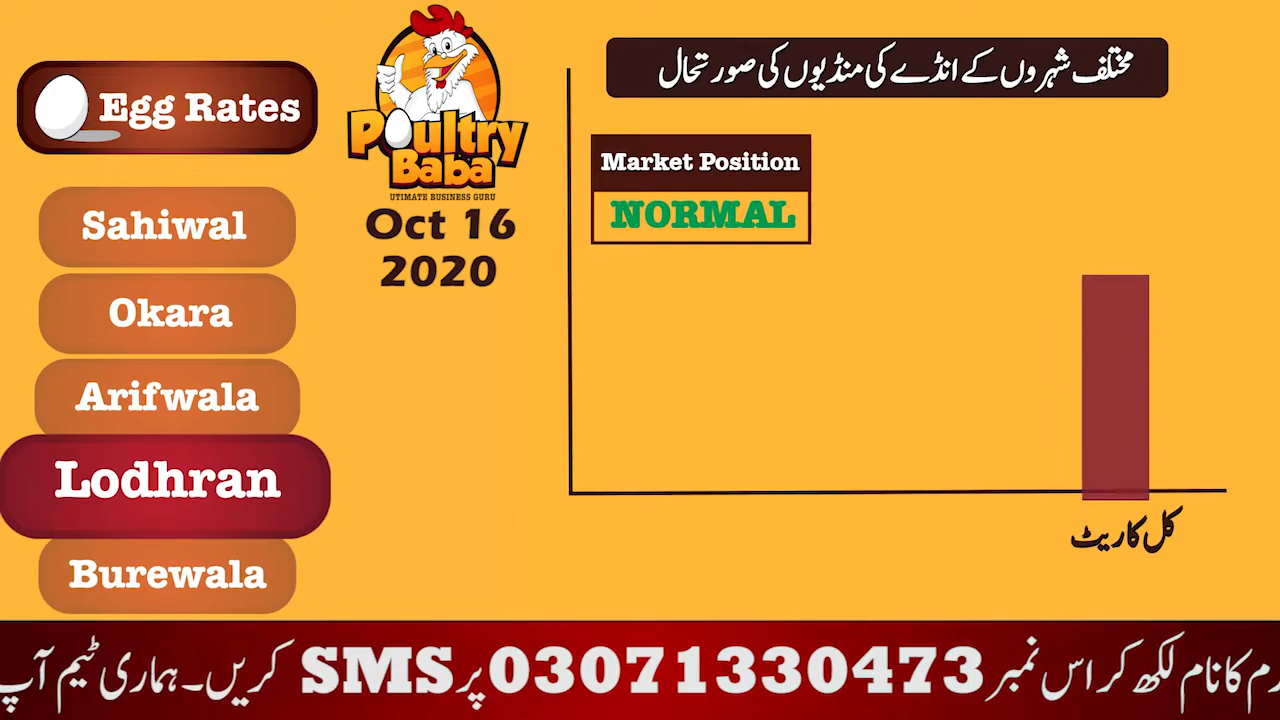 Egg Rates
Sahiwal
Okara
Arifwala
Lodhran
Burewala
Poultry
Baba
UTIMATE BUSINESS GURU
Oct 16
2020
مختلف شہروں کے انڈے کی منڈیوں کی صورتحال
Market Position
NORMAL
کل کا ریٹ
کا نام لکھ کر اس نمبر 03071330473 پر SMS کریں۔ ہماری ٹیم آپ